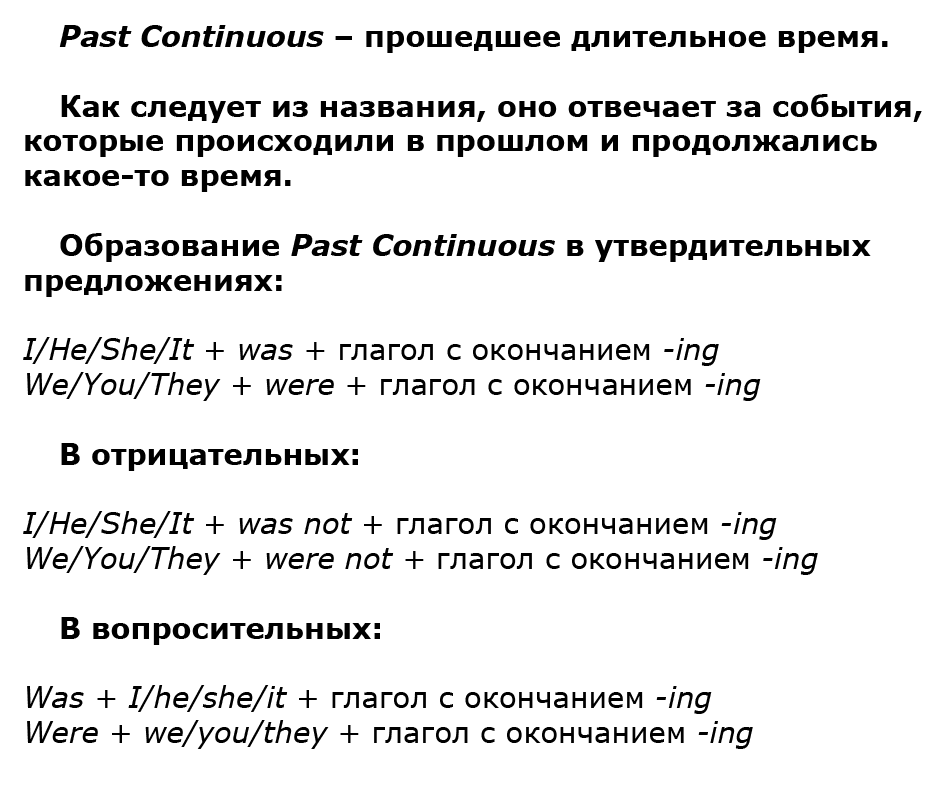 Past Continuous – прошедшее длительное время.
Как следует из названия, оно отвечает за события,
которые происходили в прошлом и продолжались
какое-то время.
Образование Past Continuous в утвердительных
предложениях:
I/He/She/It + was + глагол с окончанием -ing
We/You/They + were + глагол с окончанием -ing
В отрицательных:
I/He/She/It + was not + глагол с окончанием -ing
We/You/They + were not + глагол с окончанием -ing
В вопросительных:
Was + I/he/she/it + глагол с окончанием -ing
Were + we/you/they + глагол с окончанием -ing